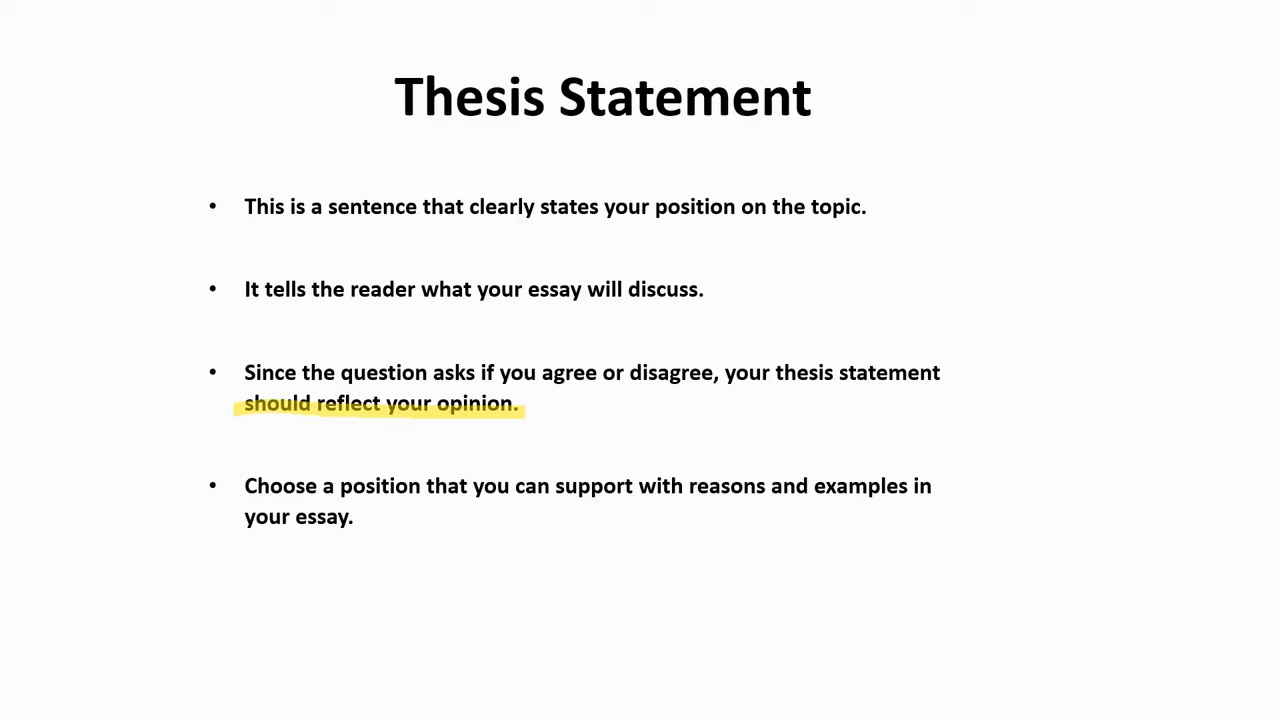 Thesis Statement
• This is a sentence that clearly states your position on the topic.
• It tells the reader what your essay will discuss.
• Since the question asks if you agree or disagree, your thesis statement
should reflect your opinion.
• Choose a position that you can support with reasons and examples in
your essay.